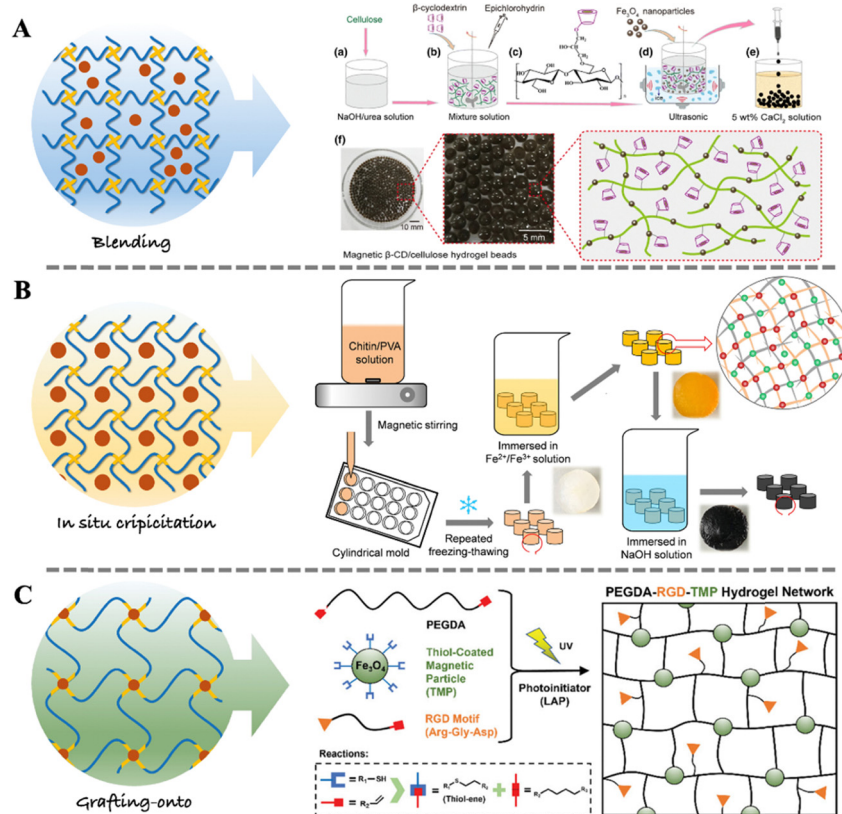 A
Blending
Cellulose
β-cyclodextrin
Epichlorohydrin
Fe₃O₄
nanoparticles
(a)
(b)
(c)
(d)
(e)
NaOH/urea solution
Mixture solution
Ultrasonic
5 wt% CaCl₂ solution
(f)
10 mm
5 mm
Magnetic β-CD/cellulose hydrogel beads
B
In situ cripicitation
Chitin/PVA
solution
Magnetic stirring
Cylindrical mold
Repeated
freezing-thawing
Immersed in
Fe²⁺/Fe³⁺ solution
Immersed in
NaOH solution
C
Grafting-onto
PEGDA
Fe₃O₄
Thiol-Coated
Magnetic
Particle
(TMP)
RGD Motif
(Arg-Gly-Asp)
UV
Photoinitiator
(LAP)
PEGDA-RGD-TMP Hydrogel Network
Reactions:
= R₁—SH
= R₂
(Thiol-ene)